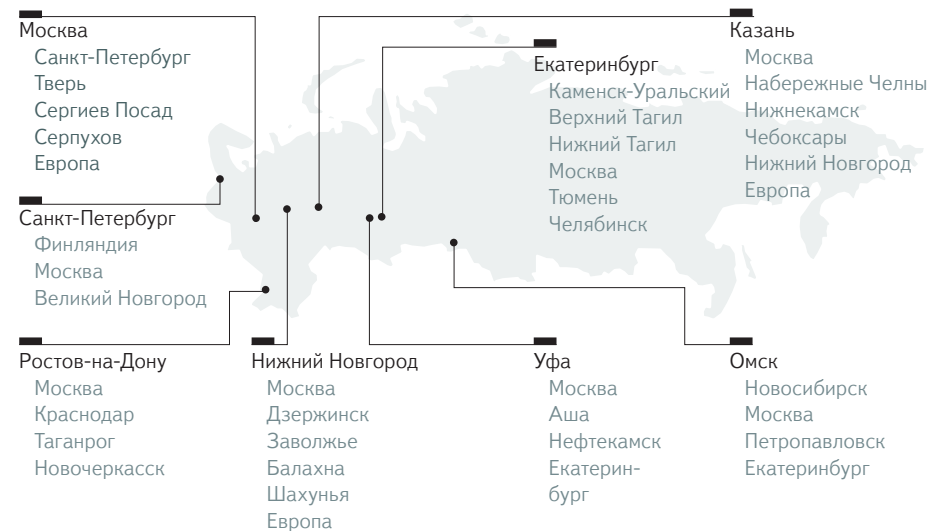 Москва
Санкт-Петербург
Тверь
Сергиев Посад
Серпухов
Европа
Санкт-Петербург
Финляндия
Москва
Великий Новгород
Екатеринбург
Каменск-Уральский
Верхний Тагил
Нижний Тагил
Москва
Тюмень
Челябинск
Казань
Москва
Набережные Челны
Нижнекамск
Чебоксары
Нижний Новгород
Европа
Ростов-на-Дону
Москва
Краснодар
Таганрог
Новочеркасск
Нижний Новгород
Москва
Дзержинск
Заволжье
Балахна
Шахунья
Европа
Уфа
Москва
Аша
Нефтекамск
Екатерин-
бург
Омск
Новосибирск
Москва
Петропавловск
Екатеринбург